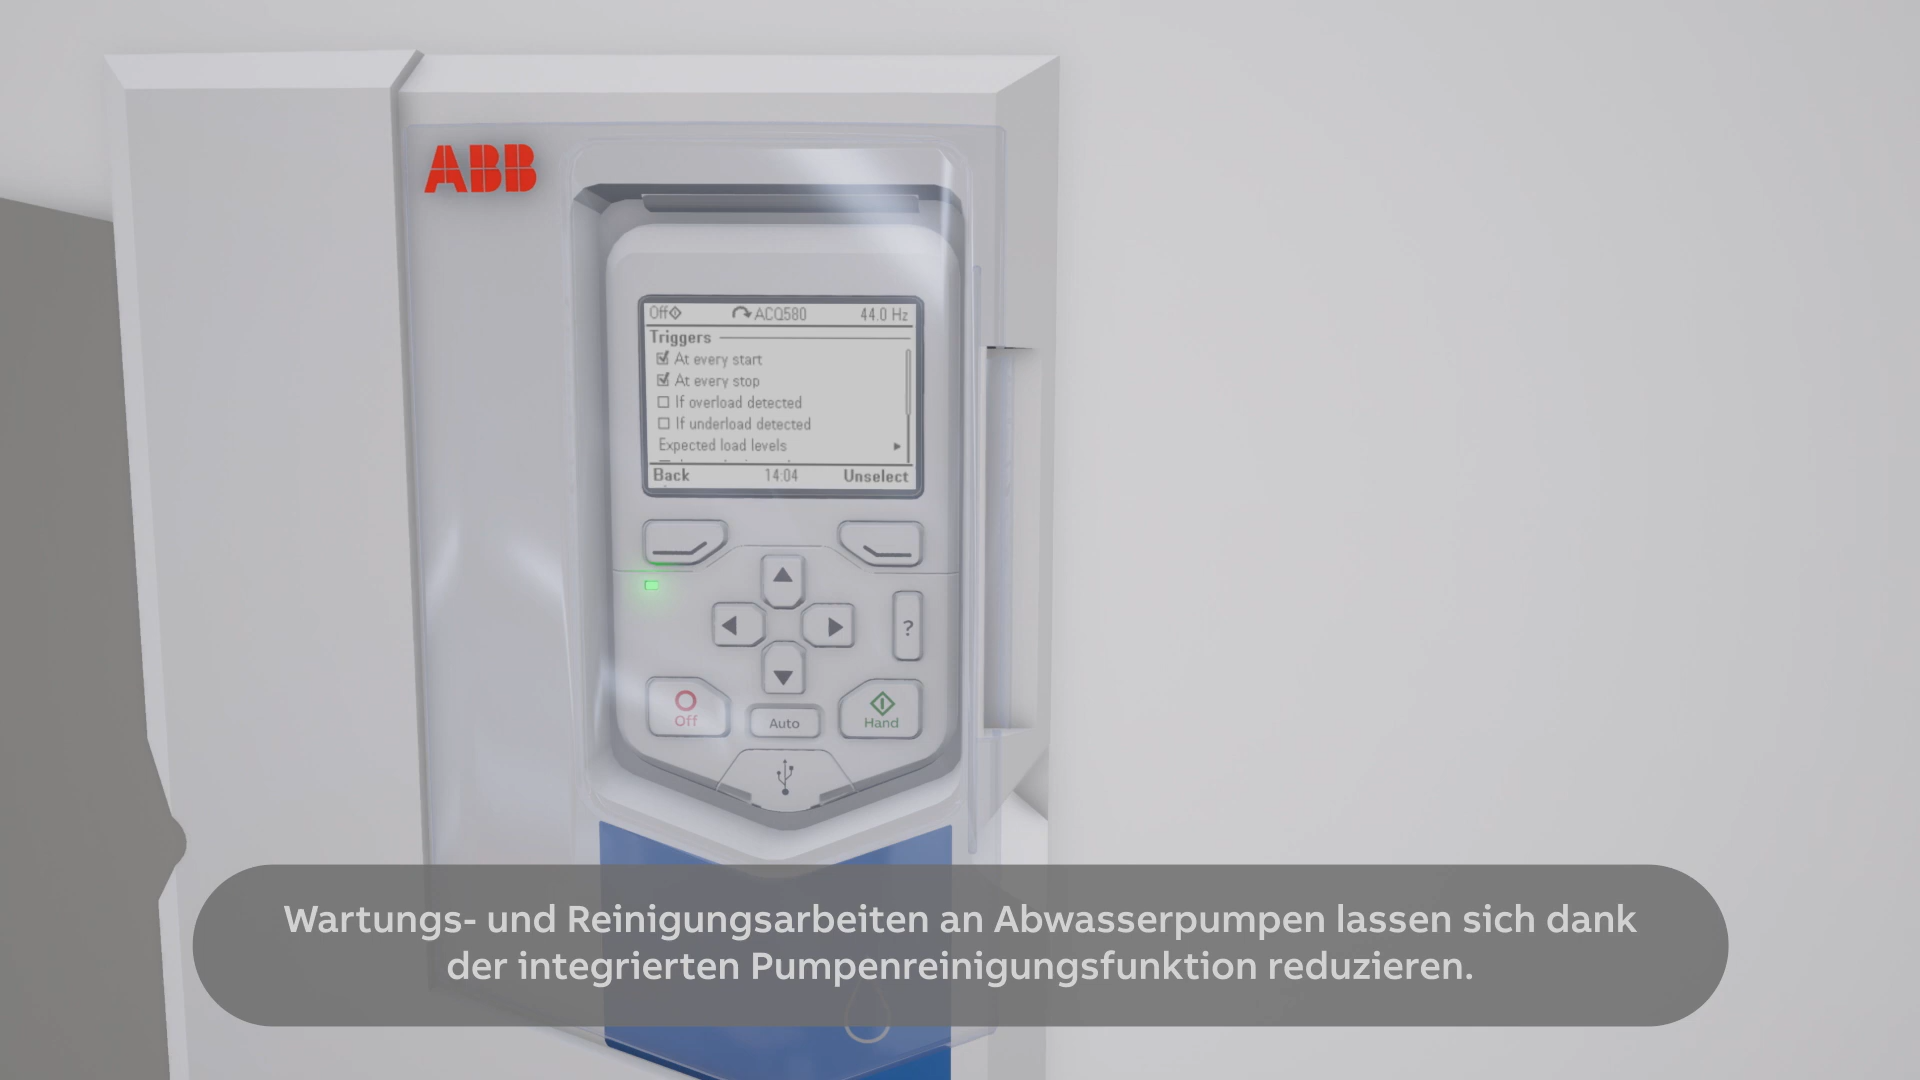 ABB
Off ACQ580 44.0 Hz
Triggers
At every start
At every stop
If overload detected
If underload detected
Expected load levels
Back 14:04 Unselect
?
Off
Auto
Hand
Wartungs- und Reinigungsarbeiten an Abwasserpumpen lassen sich dank
der integrierten Pumpenreinigungsfunktion reduzieren.